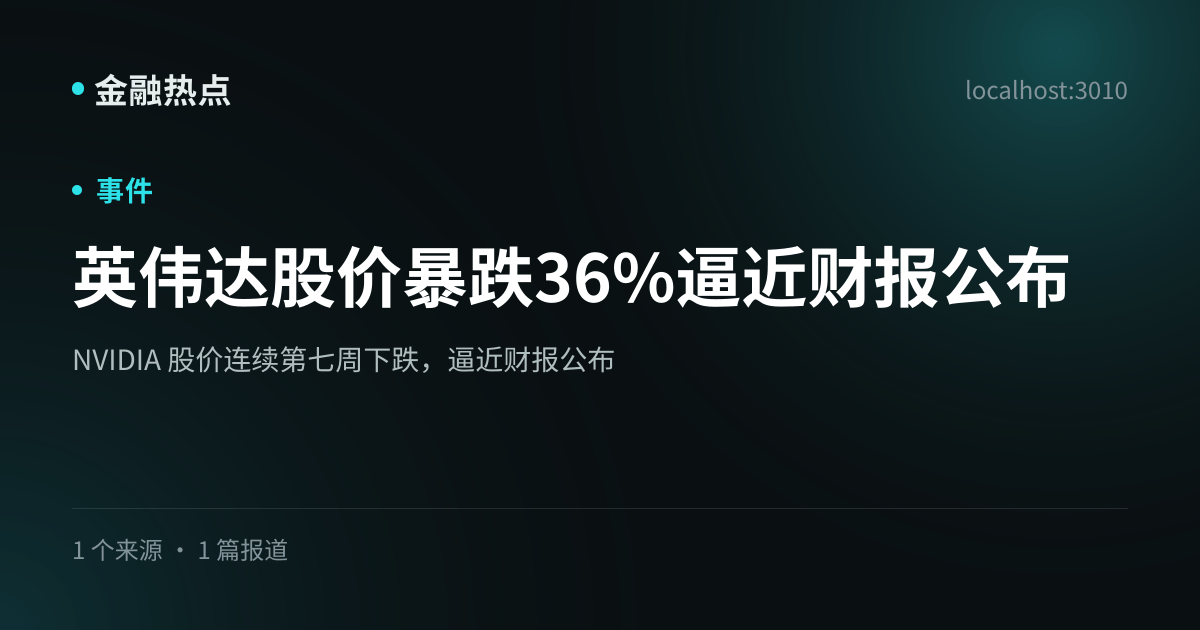 金融热点
localhost:3010
事件
英伟达股价暴跌36%逼近财报公布
NVIDIA 股价连续第七周下跌，逼近财报公布
1 个来源 · 1 篇报道